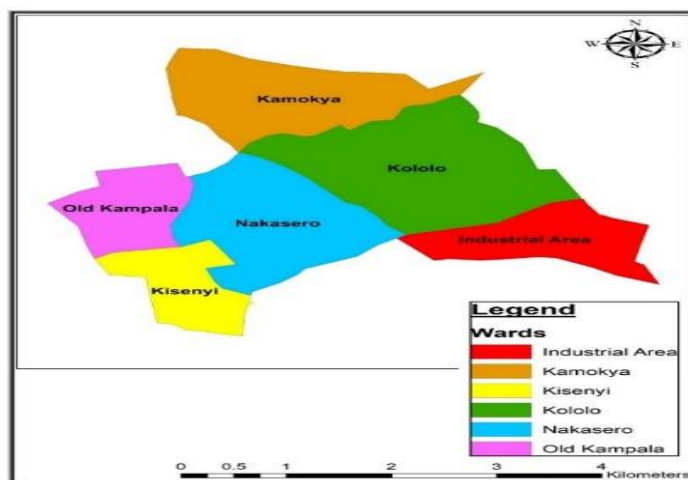 N
W E
S
Kamokya
Kololo
Old Kampala
Nakasero
Industrial Area
Kisenyi
Legend
Wards
Industrial Area
Kamokya
Kisenyi
Kololo
Nakasero
Old Kampala
0 0.5 1 2 3 4
Kilometers